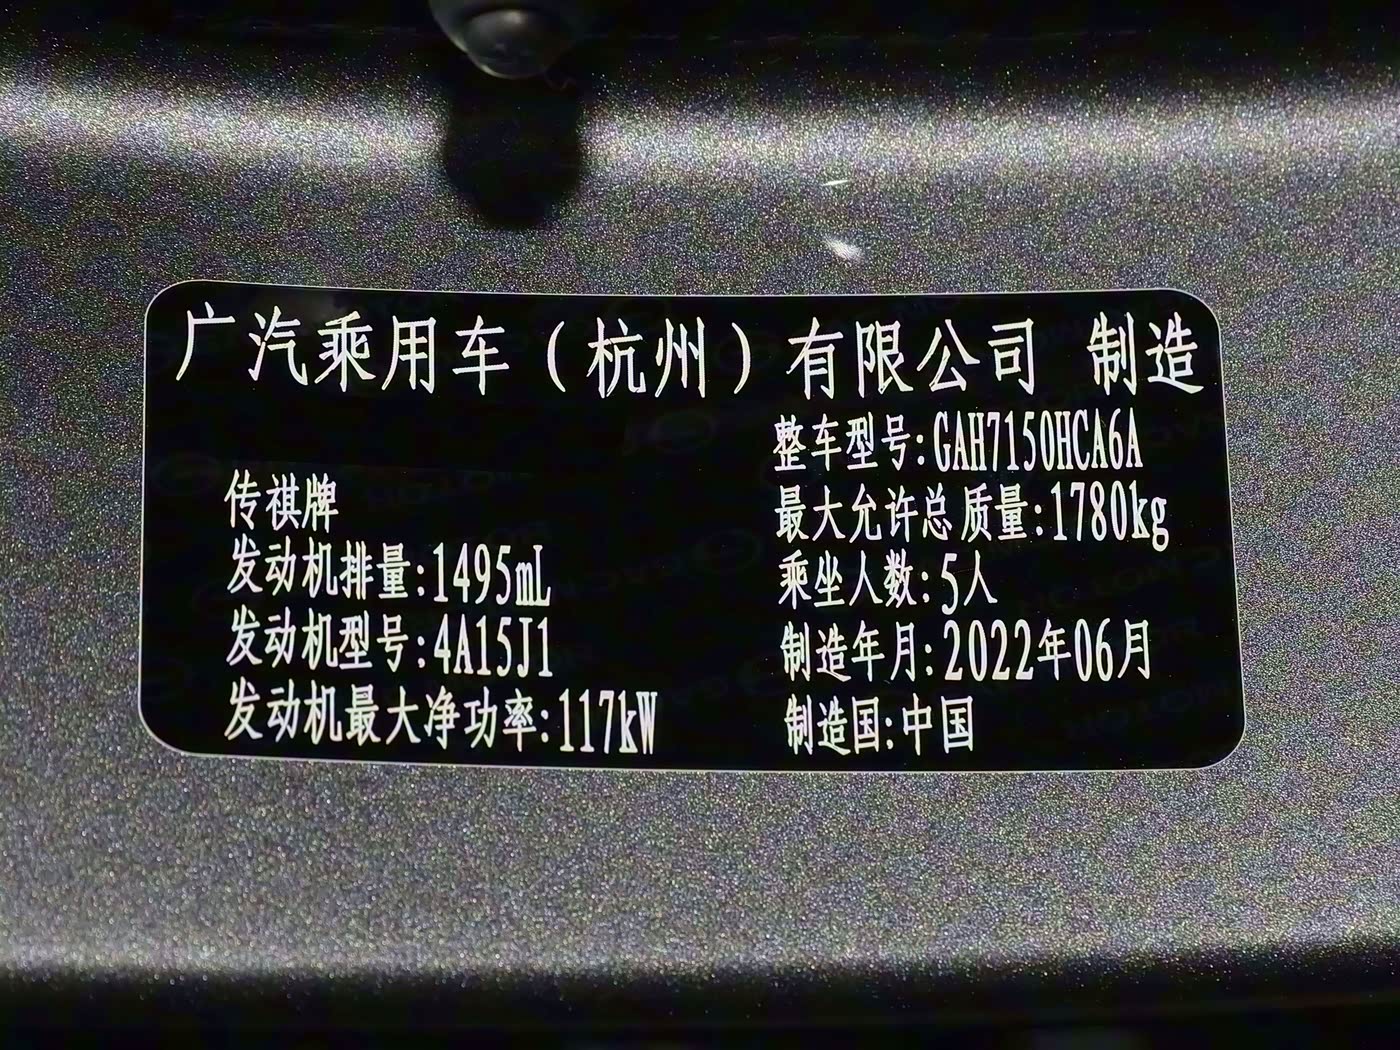 广汽乘用车（杭州）有限公司 制造
整车型号:GAH7150HCA6A
传祺牌 最大允许总质量:1780kg
发动机排量:1495mL 乘坐人数:5人
发动机型号:4A15J1 制造年月:2022年06月
发动机最大净功率:117kW 制造国:中国